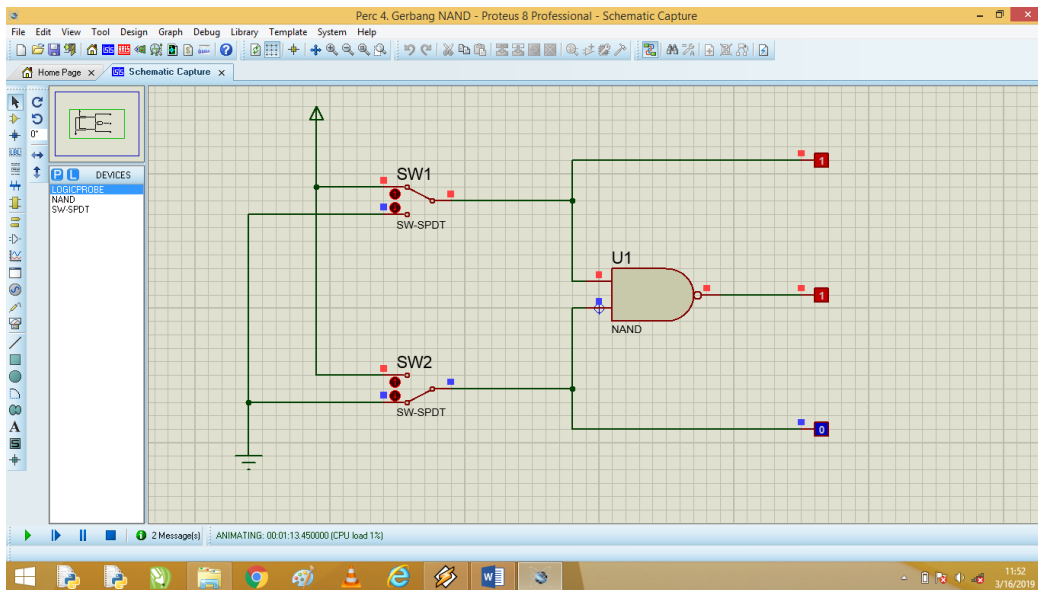 Perc 4. Gerbang NAND - Proteus 8 Professional - Schematic Capture
File Edit View Tool Design Graph Debug Library Template System Help
Home Page x
Schematic Capture x
0°
P L DEVICES
LOGICPROBE
NAND
SW-SPDT
SW1
SW-SPDT
1
U1
NAND
1
SW2
SW-SPDT
0
2 Message(s)
ANIMATING: 00:01:13.450000 (CPU load 1%)
11:52
3/16/2019